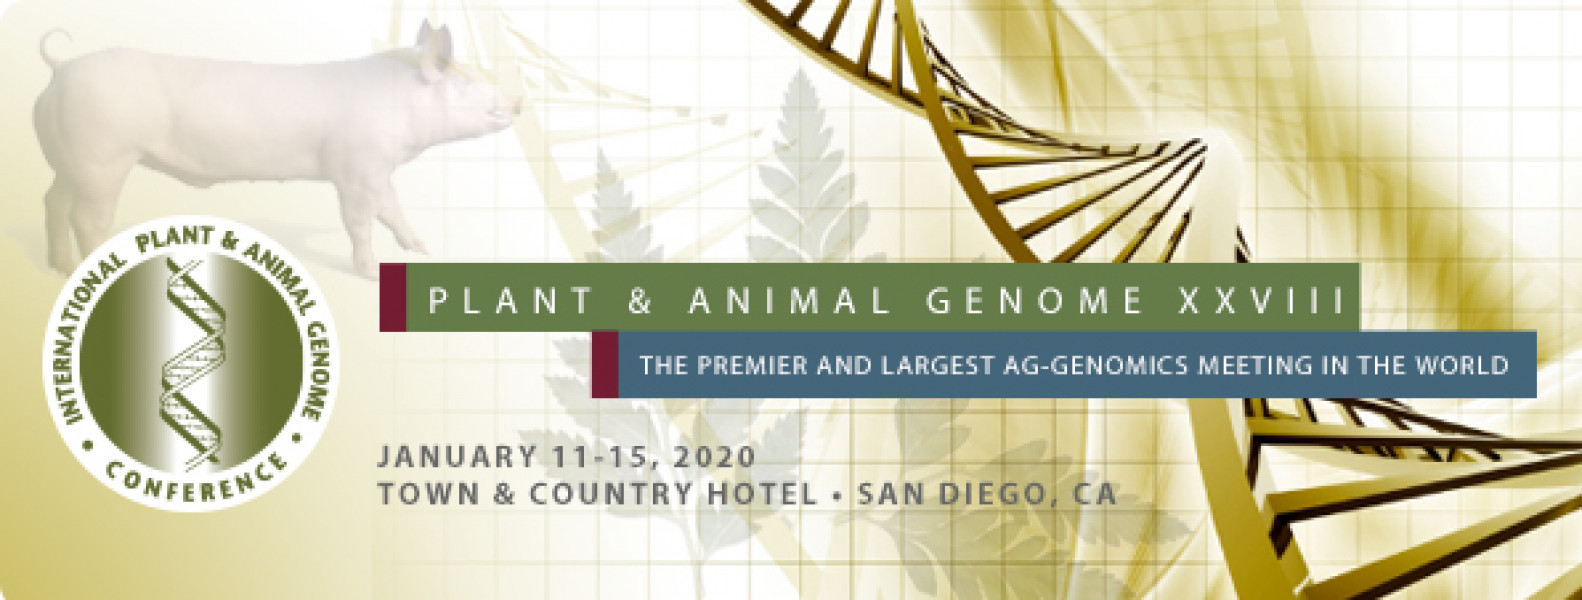 INTERNATIONAL PLANT & ANIMAL GENOME
• CONFERENCE •
PLANT & ANIMAL GENOME XXVIII
THE PREMIER AND LARGEST AG-GENOMICS MEETING IN THE WORLD
JANUARY 11-15, 2020
TOWN & COUNTRY HOTEL • SAN DIEGO, CA